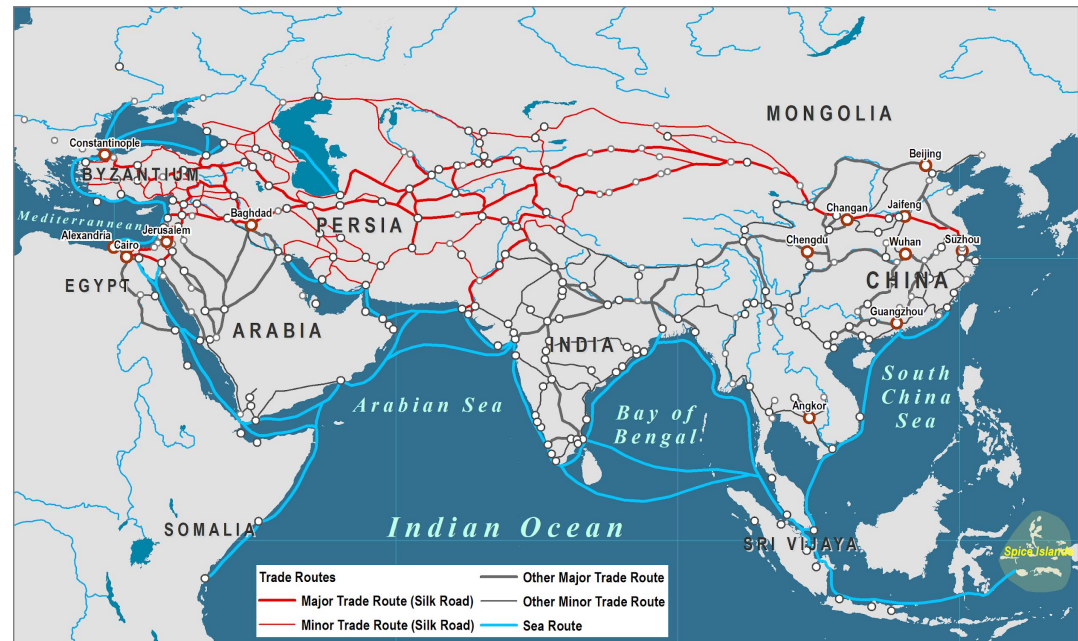 MONGOLIA
Constantinople
Beijing
BYZANTIUM
Changan
Jaifeng
Mediterranean
Baghdad
PERSIA
Alexandria
Jerusalem
Cairo
Chengdu
Wuhan
Suzhou
EGYPT
CHINA
ARABIA
Guangzhou
INDIA
South
China
Sea
Arabian Sea
Bay of
Bengal
Angkor
Indian Ocean
SOMALIA
SRI VIJAYA
Spice Islands
Trade Routes
Major Trade Route (Silk Road)
Minor Trade Route (Silk Road)
Other Major Trade Route
Other Minor Trade Route
Sea Route